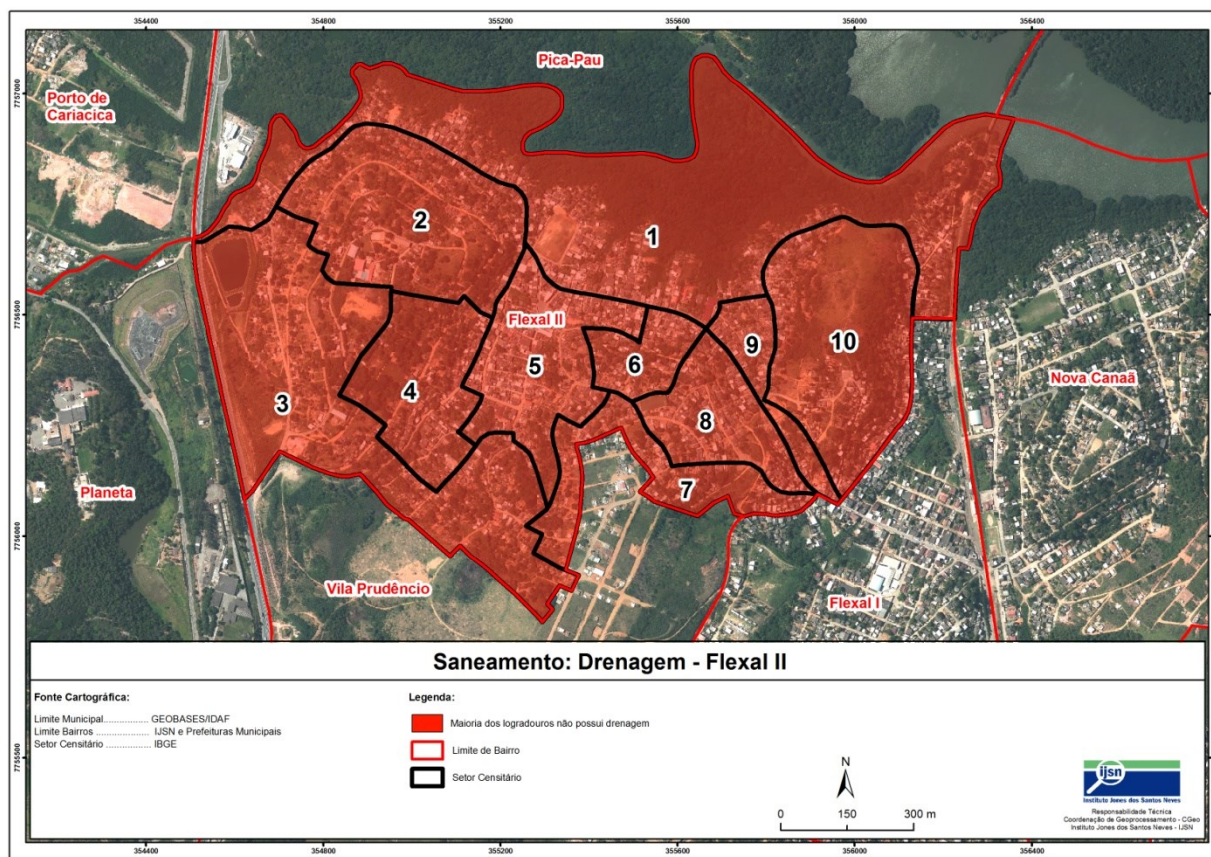 354400 354800 355200 355600 356000 356400
7757000
7756500
7756000
7755500
Pica-Pau
Porto de
Cariacica
2
1
Flexal II
5
6
9
10
3
4
8
Nova Canaã
7
Planeta
Vila Prudêncio
Flexal I
Saneamento: Drenagem - Flexal II
Fonte Cartográfica:
Limite Municipal................. GEOBASES/IDAF
Limite Bairros .................... IJSN e Prefeituras Municipais
Setor Censitário ................. IBGE
Legenda:
Maioria dos logradouros não possui drenagem
Limite de Bairro
Setor Censitário
N
0 150 300 m
ijsn
Instituto Jones dos Santos Neves
Responsabilidade Técnica
Coordenação de Geoprocessamento - CGeo
Instituto Jones dos Santos Neves - IJSN
354400 354800 355200 355600 356000 356400